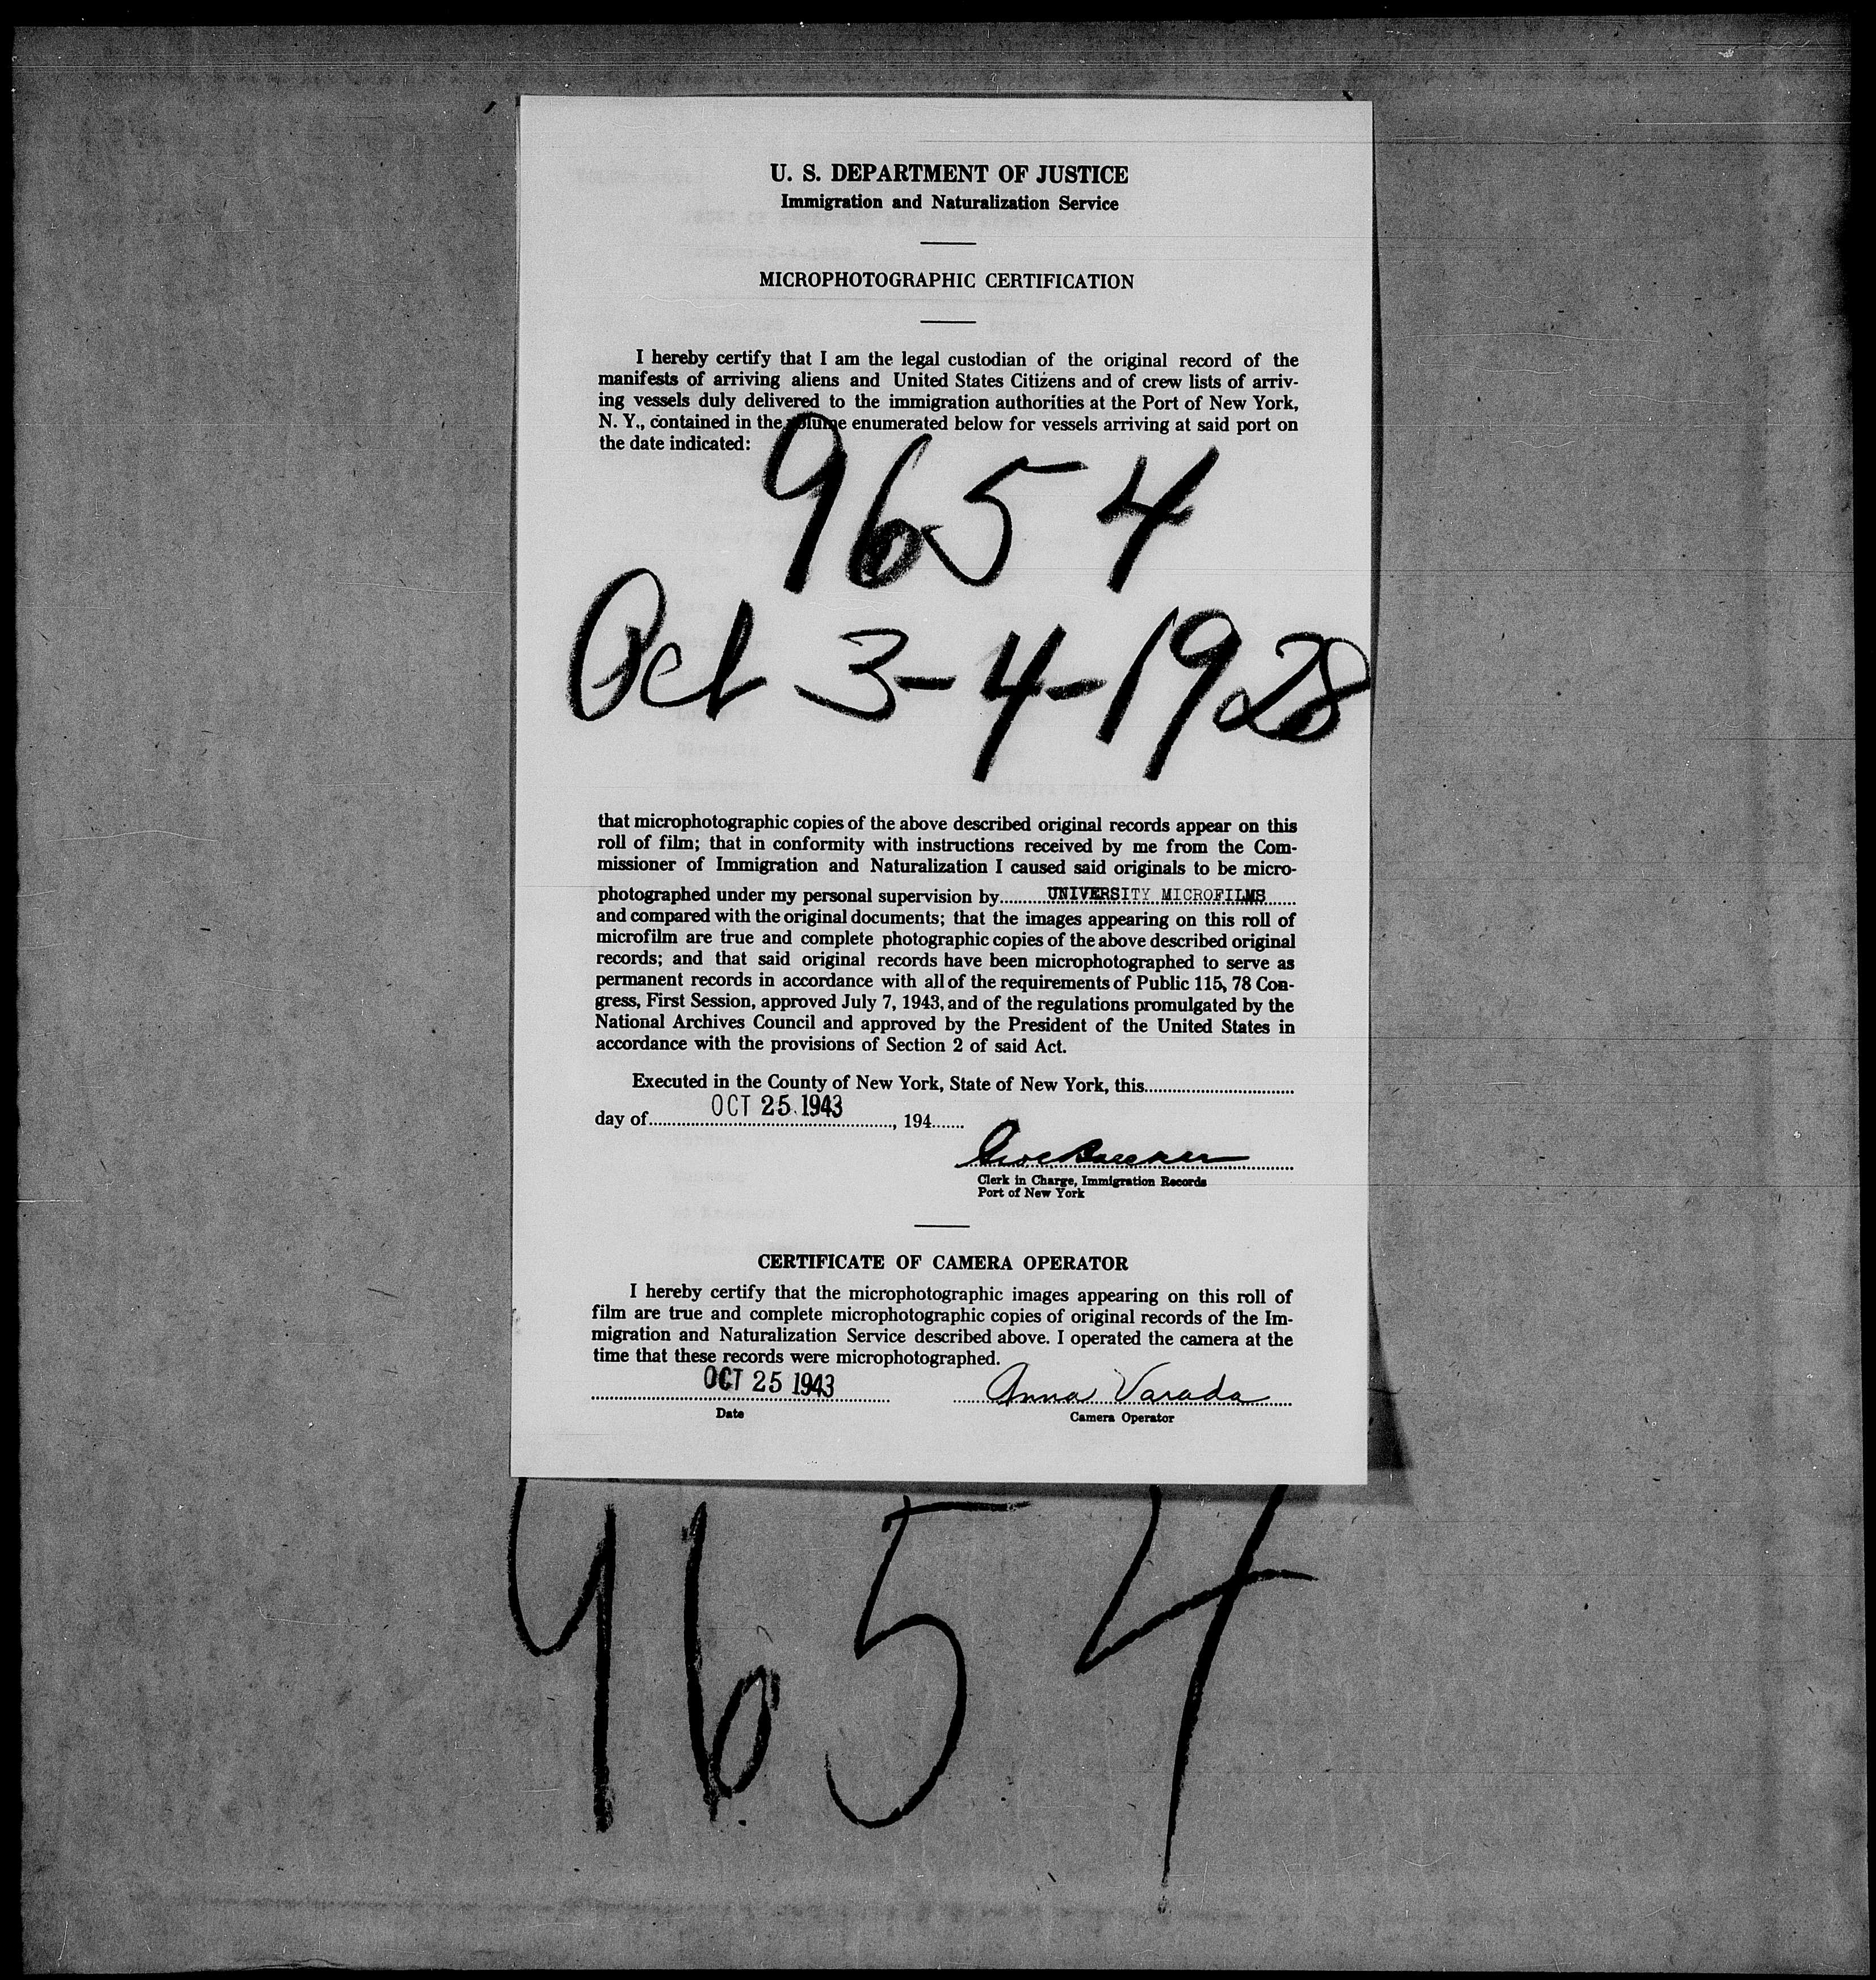 U. S. DEPARTMENT OF JUSTICE
Immigration and Naturalization Service
MICROPHOTOGRAPHIC CERTIFICATION
I hereby certify that I am the legal custodian of the original record of the
manifests of arriving aliens and United States Citizens and of crew lists of arriv-
ing vessels duly delivered to the immigration authorities at the Port of New York,
N. Y., contained in the volume enumerated below for vessels arriving at said port on
the date indicated:
9654
Oct 3-4-1928
that microphotographic copies of the above described original records appear on this
roll of film; that in conformity with instructions received by me from the Com-
missioner of Immigration and Naturalization I caused said originals to be micro-
photographed under my personal supervision by UNIVERSITY MICROFILMS
and compared with the original documents; that the images appearing on this roll of
microfilm are true and complete photographic copies of the above described original
records; and that said original records have been microphotographed to serve as
permanent records in accordance with all of the requirements of Public 115, 78 Con-
gress, First Session, approved July 7, 1943, and of the regulations promulgated by the
National Archives Council and approved by the President of the United States in
accordance with the provisions of Section 2 of said Act.
Executed in the County of New York, State of New York, this
day of OCT 25 1943, 194
Clerk in Charge, Immigration Records
Port of New York
CERTIFICATE OF CAMERA OPERATOR
I hereby certify that the microphotographic images appearing on this roll of
film are true and complete microphotographic copies of original records of the Im-
migration and Naturalization Service described above. I operated the camera at the
time that these records were microphotographed.
OCT 25 1943 Anna Varada
Date Camera Operator
9654